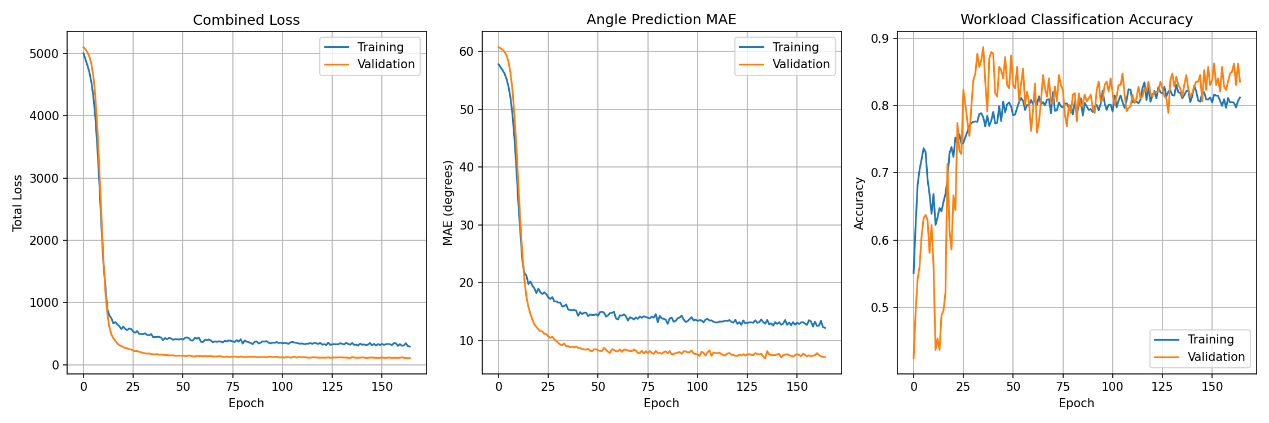 Combined Loss
Total Loss
5000
4000
3000
2000
1000
0
0 25 50 75 100 125 150
Epoch
Training
Validation
Angle Prediction MAE
MAE (degrees)
60
50
40
30
20
10
0 25 50 75 100 125 150
Epoch
Training
Validation
Workload Classification Accuracy
Accuracy
0.9
0.8
0.7
0.6
0.5
0 25 50 75 100 125 150
Epoch
Training
Validation